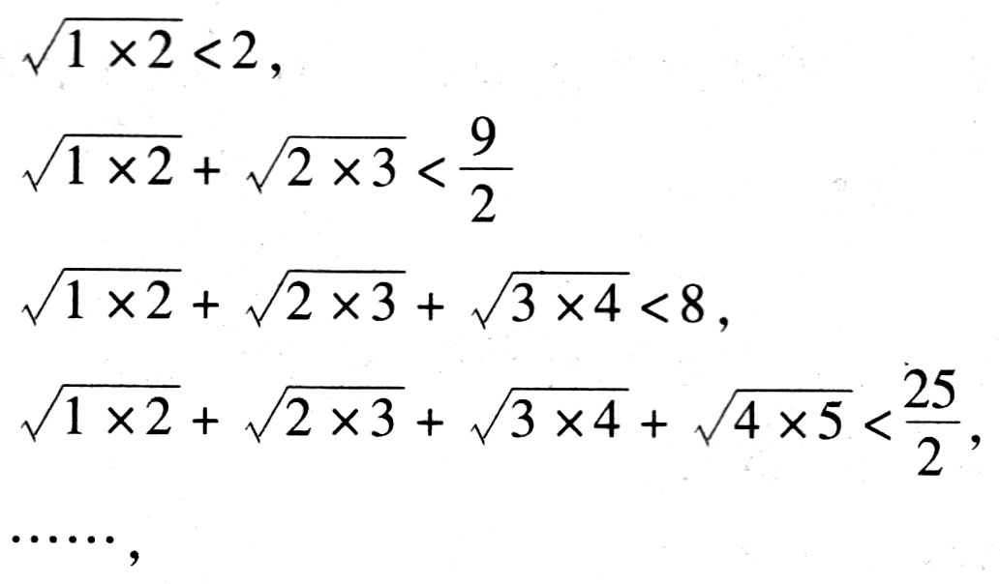 √(1×2) < 2,
√(1×2) + √(2×3) < 9/2
√(1×2) + √(2×3) + √(3×4) < 8,
√(1×2) + √(2×3) + √(3×4) + √(4×5) < 25/2,
……,